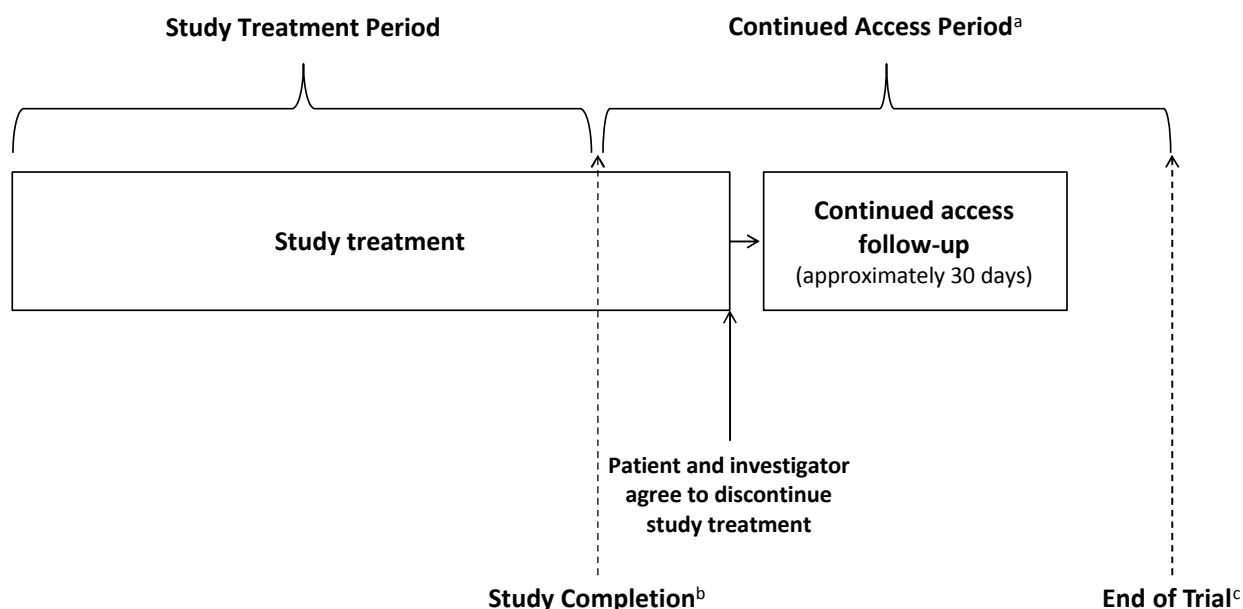 Study Treatment Period
Continued Access Periodᵃ
Study treatment
Continued access
follow-up
(approximately 30 days)
Patient and investigator
agree to discontinue
study treatment
Study Completionᵇ
End of Trialᶜ